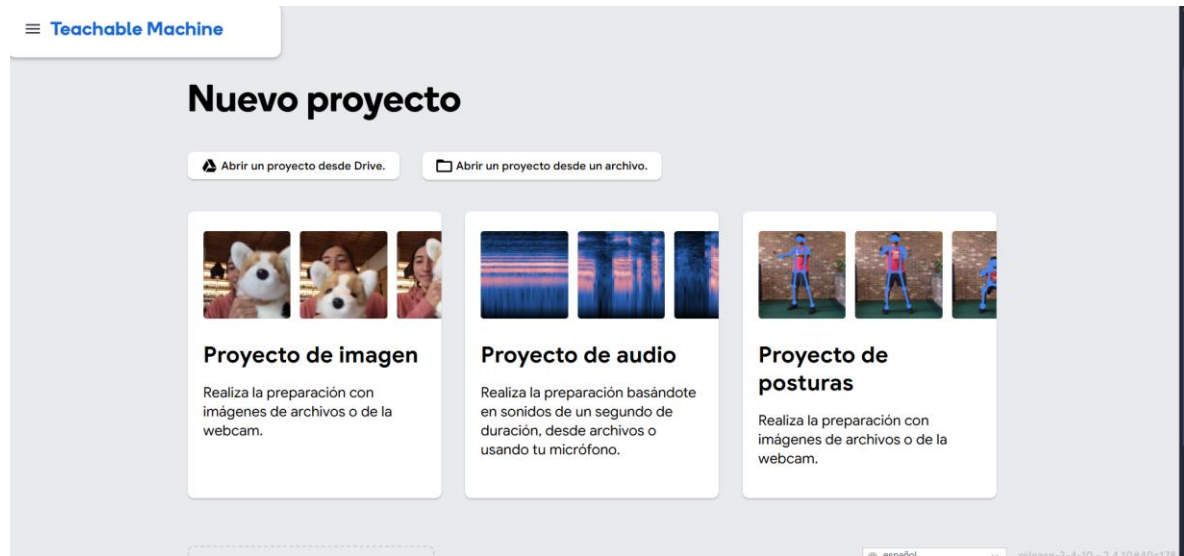 Teachable Machine
Nuevo proyecto
Abrir un proyecto desde Drive.
Abrir un proyecto desde un archivo.
Proyecto de imagen
Realiza la preparación con
imágenes de archivos o de la
webcam.
Proyecto de audio
Realiza la preparación basándote
en sonidos de un segundo de
duración, desde archivos o
usando tu micrófono.
Proyecto de
posturas
Realiza la preparación con
imágenes de archivos o de la
webcam.
español